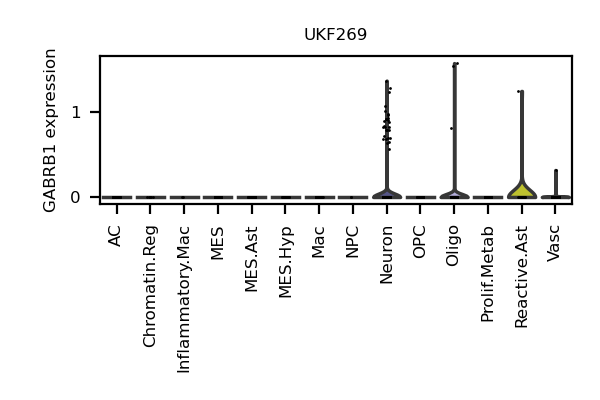 UKF269
GABRB1 expression
1
0
AC
Chromatin.Reg
Inflammatory.Mac
MES
MES.Ast
MES.Hyp
Mac
NPC
Neuron
OPC
Oligo
Prolif.Metab
Reactive.Ast
Vasc